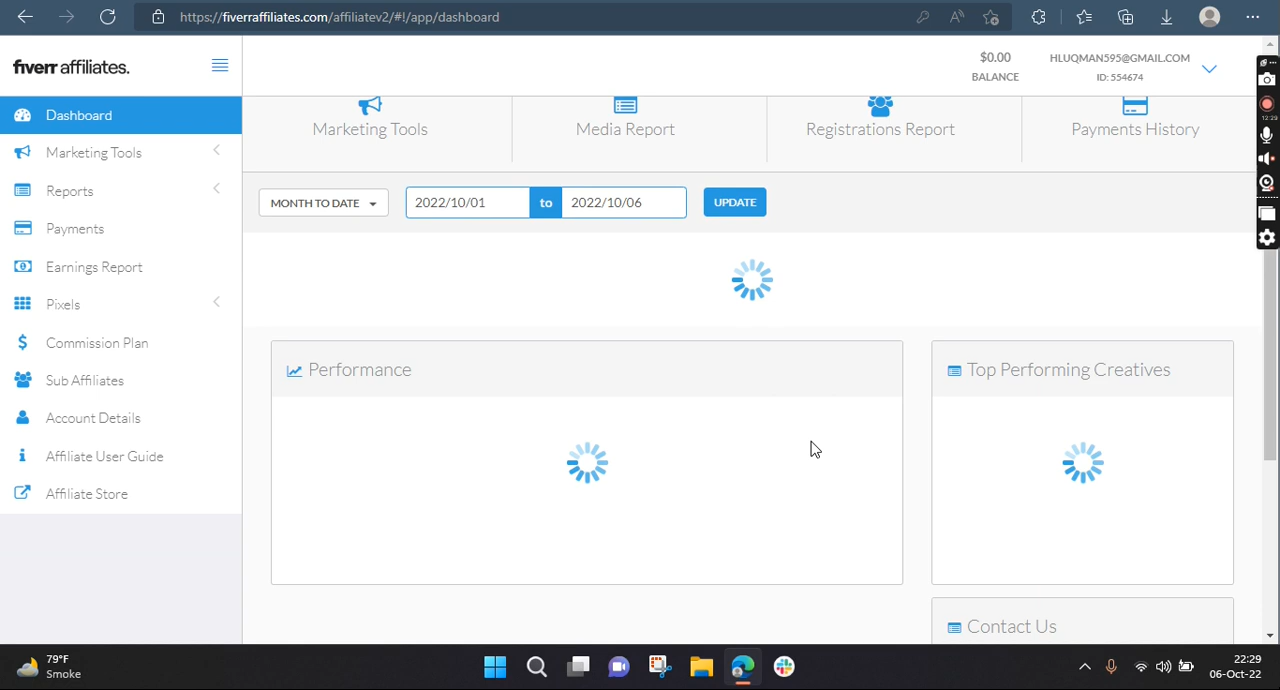 https://fiverraffiliates.com/affiliatev2/#!/app/dashboard
fiverr affiliates.
$0.00
BALANCE
HLUQMAN595@GMAIL.COM
ID: 554674
Dashboard
Marketing Tools
Reports
Payments
Earnings Report
Pixels
Commission Plan
Sub Affiliates
Account Details
Affiliate User Guide
Affiliate Store
Marketing Tools
Media Report
Registrations Report
Payments History
MONTH TO DATE
2022/10/01
to
2022/10/06
UPDATE
Performance
Top Performing Creatives
Contact Us
12:29
79°F
Smoke
22:29
06-Oct-22